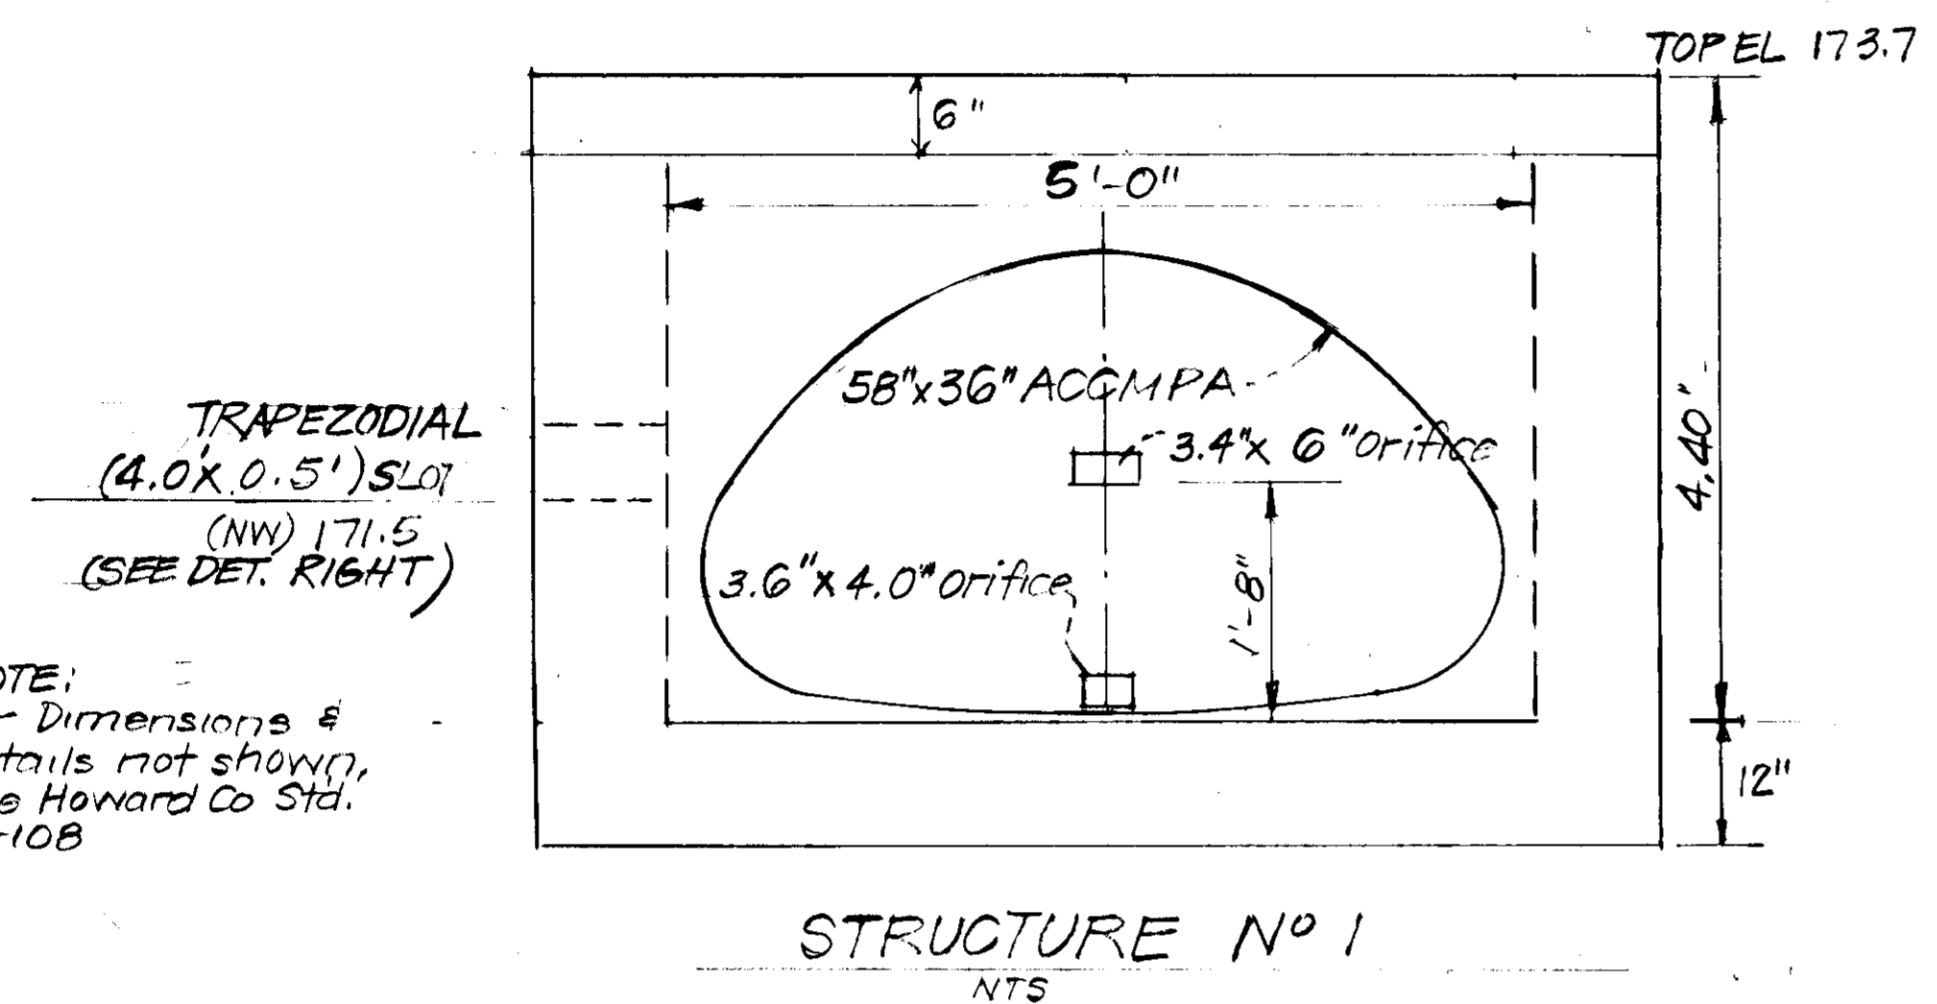 TOP EL 173.7
6"
5'-0"
58"x36" ACCMPA
3.4"x 6" Orifice
TRAPEZODIAL
(4.0'x 0.5') SLOT
(NW) 171.5
(SEE DET. RIGHT)
3.6"x 4.0" Orifice
1'-8"
4.40"
12"
OTE:
- Dimensions &
tails not shown,
e Howard Co Std.
-108
STRUCTURE Nº 1
NTS